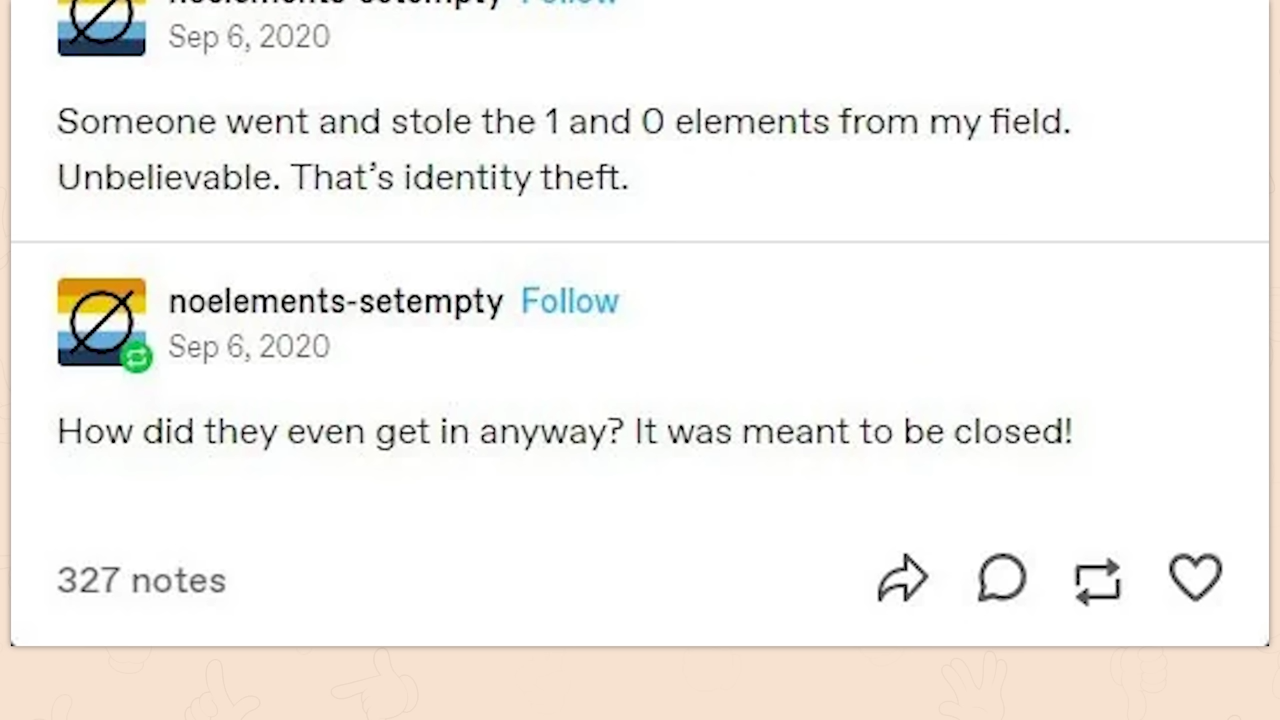 noelements-setempty Follow
Sep 6, 2020
Someone went and stole the 1 and 0 elements from my field.
Unbelievable. That’s identity theft.
noelements-setempty Follow
Sep 6, 2020
How did they even get in anyway? It was meant to be closed!
327 notes